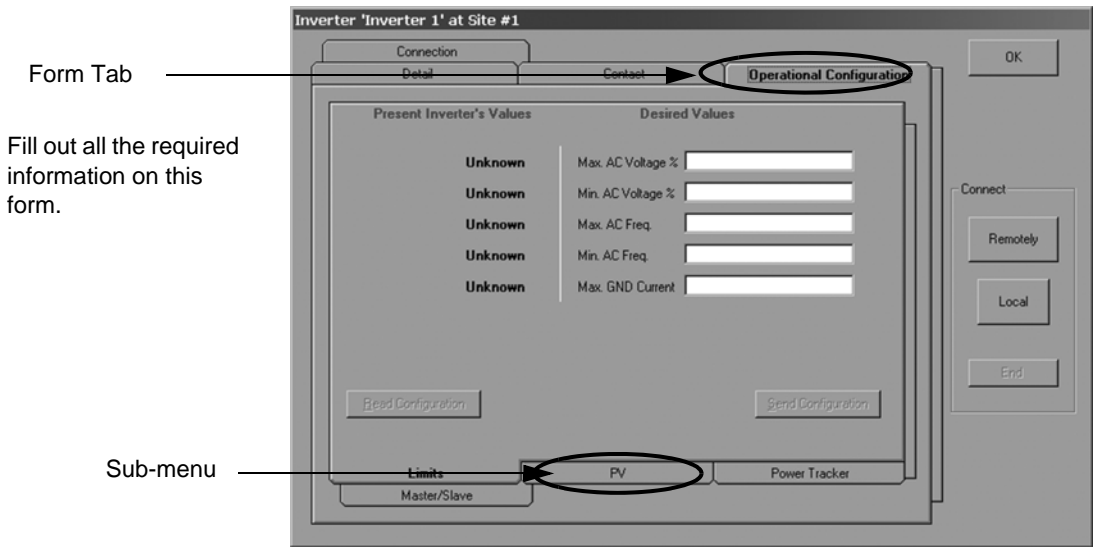 Inverter 'Inverter 1' at Site #1
Connection
Detail
Contact
Operational Configuration
OK
Form Tab
Fill out all the required
information on this
form.
Present Inverter's Values
Desired Values
Unknown
Max. AC Voltage %
Unknown
Min. AC Voltage %
Unknown
Max. AC Freq.
Unknown
Min. AC Freq.
Unknown
Max. GND Current
Connect
Remotely
Local
End
Read Configuration
Send Configuration
Sub-menu
Limits
PV
Power Tracker
Master/Slave